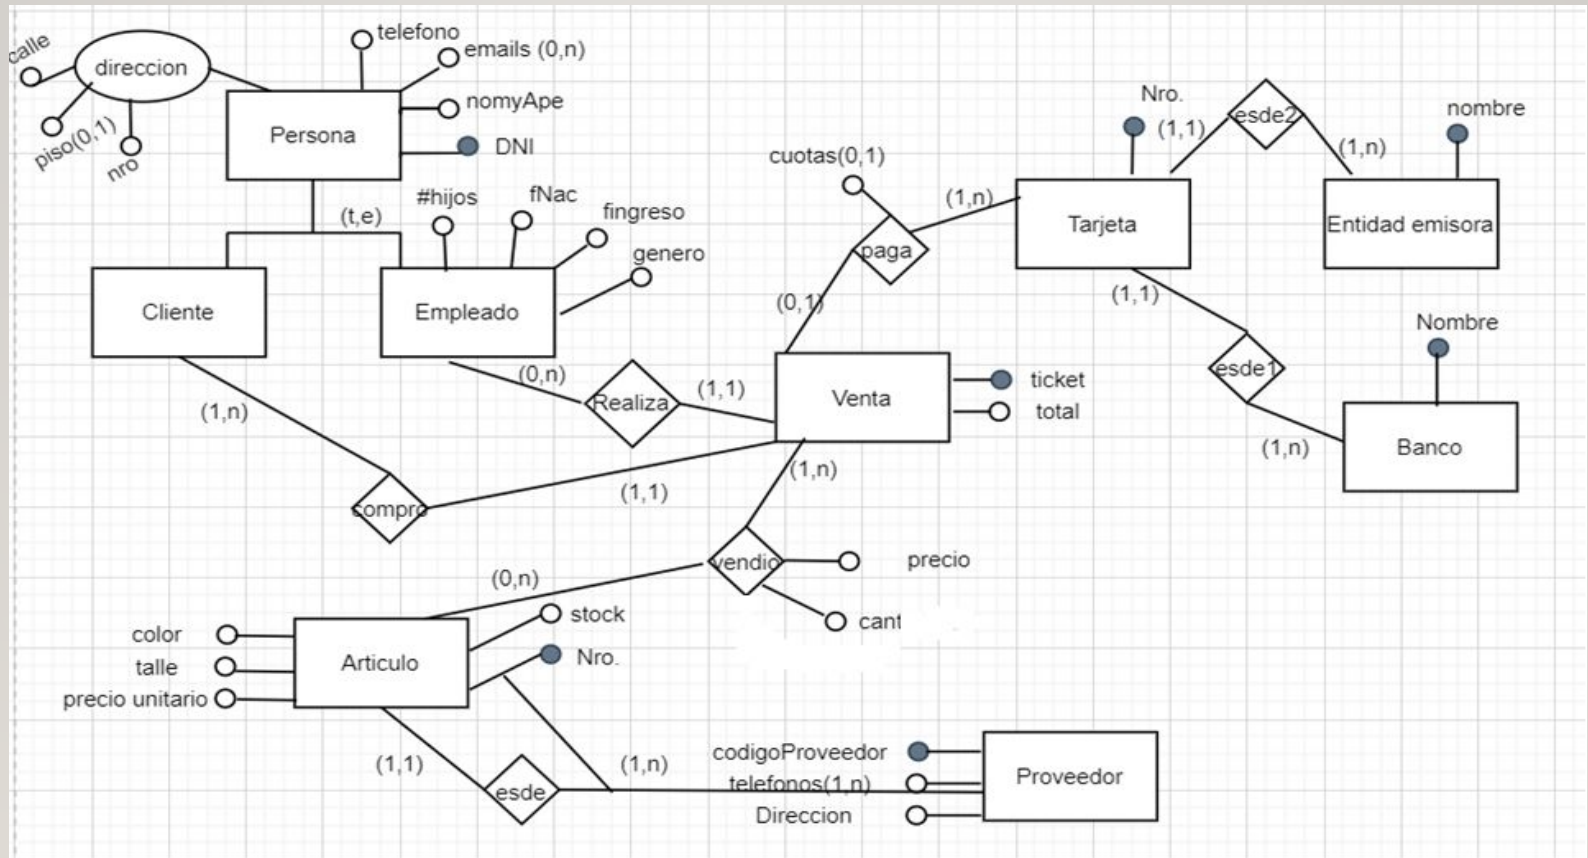 calle
direccion
piso(0,1)
nro
telefono
emails (0,n)
nomyApe
DNI
Persona
(t,e)
#hijos
fNac
fingreso
genero
Cliente
Empleado
(0,n)
Realiza
(1,1)
(1,n)
compro
(1,1)
cuotas(0,1)
paga
(1,n)
(0,1)
Nro.
(1,1)
esde2
(1,n)
nombre
Tarjeta
Entidad emisora
(1,1)
esde1
(1,n)
Nombre
Banco
Venta
ticket
total
(1,n)
vendio
precio
cant
(0,n)
stock
Nro.
color
talle
precio unitario
Articulo
(1,1)
esde
(1,n)
codigoProveedor
telefonos(1,n)
Direccion
Proveedor